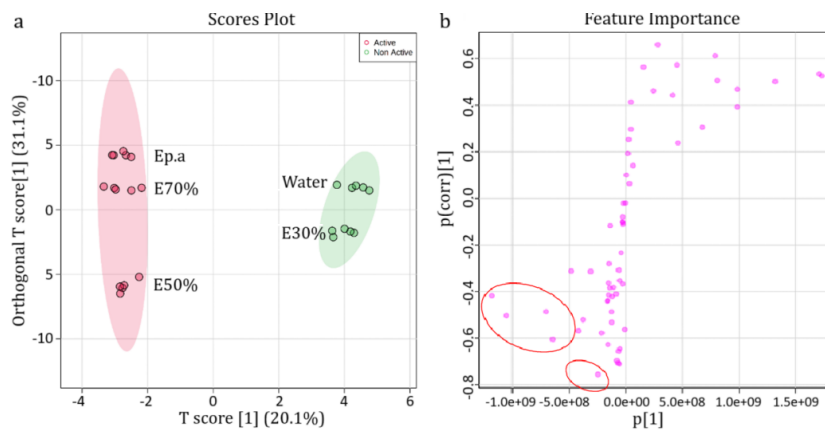 a
Scores Plot
Active
Non Active
-10
5
0
5
-10
Orthogonal T score[1] (31.1%)
Ep.a
E70%
E50%
Water
E30%
-4
-2
0
2
4
6
T score [1] (20.1%)
b
Feature Importance
0.6
0.4
0.2
0.0
-0.2
-0.4
-0.6
-0.8
p(corr)[1]
-1.0e+09
-5.0e+08
0.0e+00
5.0e+08
1.0e+09
1.5e+09
p[1]